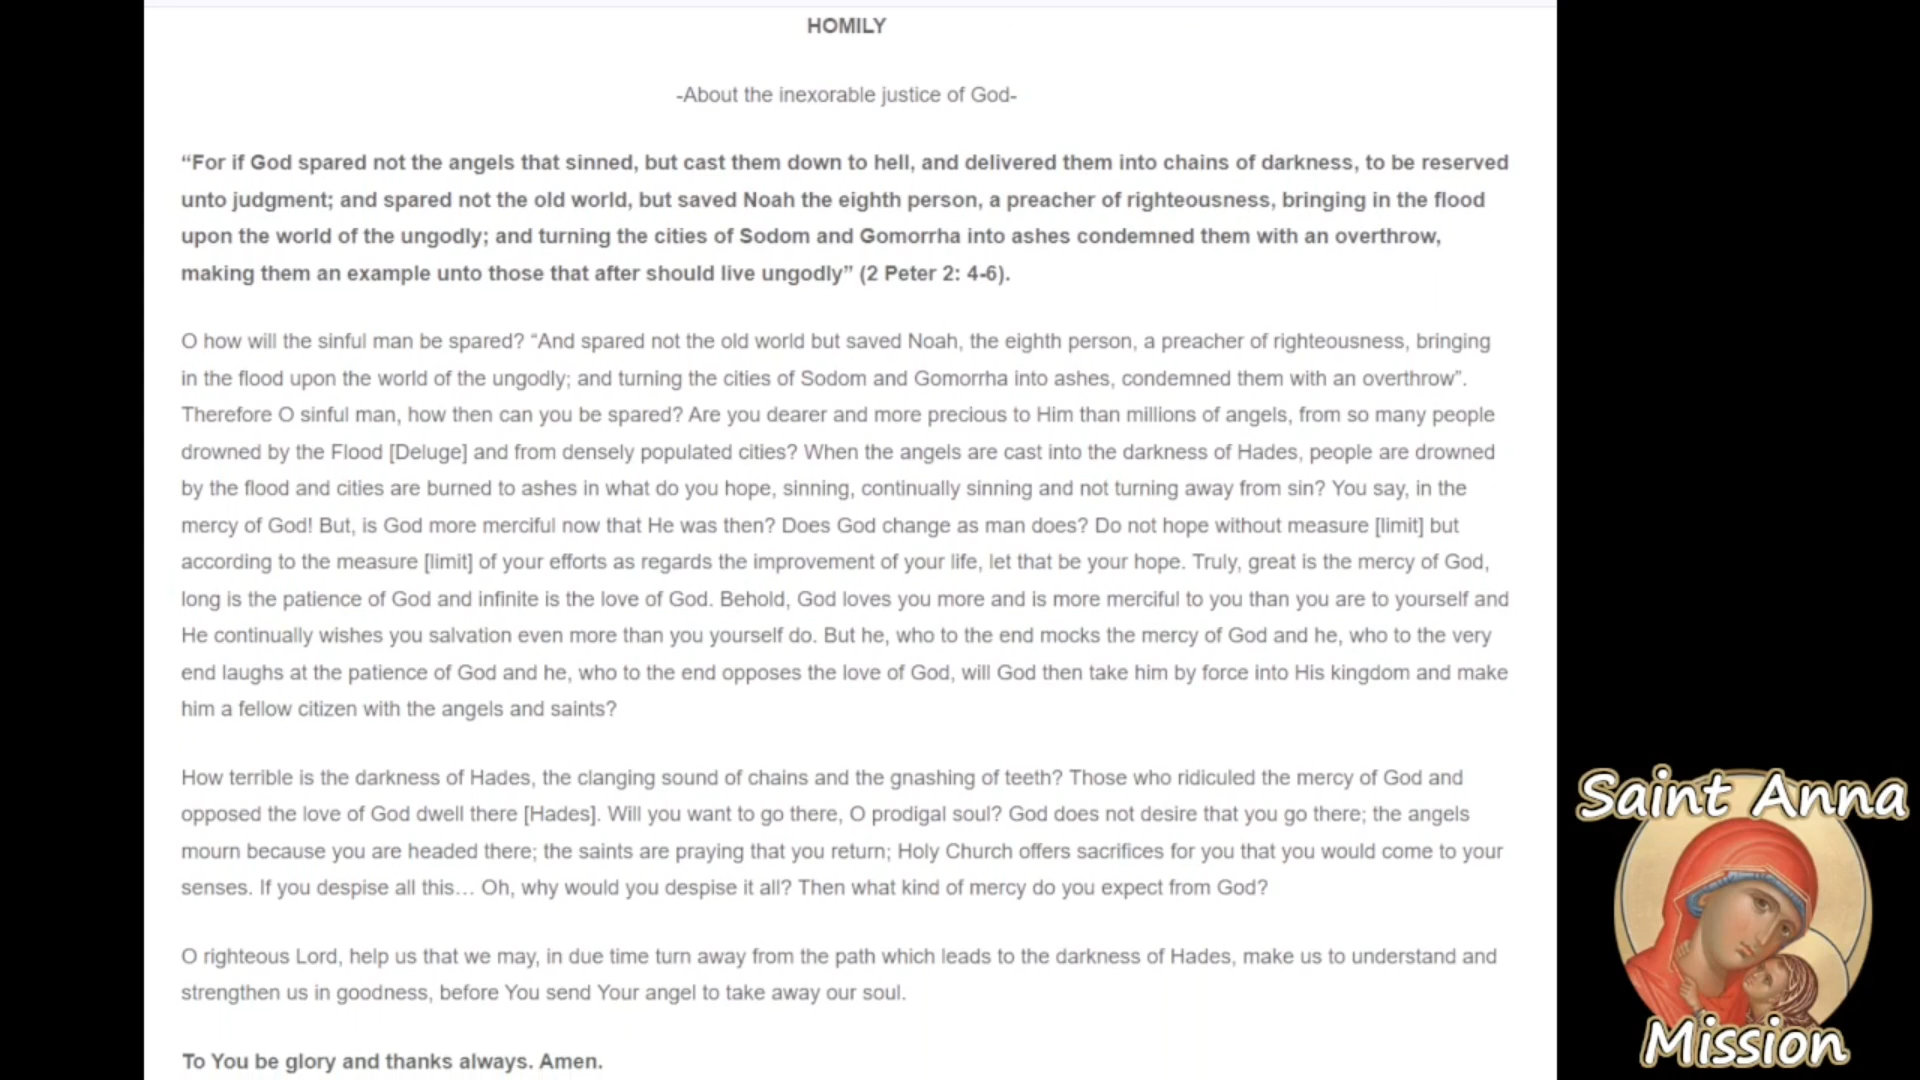 HOMILY
-About the inexorable justice of God-
“For if God spared not the angels that sinned, but cast them down to hell, and delivered them into chains of darkness, to be reserved
unto judgment; and spared not the old world, but saved Noah the eighth person, a preacher of righteousness, bringing in the flood
upon the world of the ungodly; and turning the cities of Sodom and Gomorrha into ashes condemned them with an overthrow,
making them an example unto those that after should live ungodly” (2 Peter 2: 4-6).
O how will the sinful man be spared? “And spared not the old world but saved Noah, the eighth person, a preacher of righteousness, bringing
in the flood upon the world of the ungodly; and turning the cities of Sodom and Gomorrha into ashes, condemned them with an overthrow”.
Therefore O sinful man, how then can you be spared? Are you dearer and more precious to Him than millions of angels, from so many people
drowned by the Flood [Deluge] and from densely populated cities? When the angels are cast into the darkness of Hades, people are drowned
by the flood and cities are burned to ashes in what do you hope, sinning, continually sinning and not turning away from sin? You say, in the
mercy of God! But, is God more merciful now that He was then? Does God change as man does? Do not hope without measure [limit] but
according to the measure [limit] of your efforts as regards the improvement of your life, let that be your hope. Truly, great is the mercy of God,
long is the patience of God and infinite is the love of God. Behold, God loves you more and is more merciful to you than you are to yourself and
He continually wishes you salvation even more than you yourself do. But he, who to the end mocks the mercy of God and he, who to the very
end laughs at the patience of God and he, who to the end opposes the love of God, will God then take him by force into His kingdom and make
him a fellow citizen with the angels and saints?
How terrible is the darkness of Hades, the clanging sound of chains and the gnashing of teeth? Those who ridiculed the mercy of God and
opposed the love of God dwell there [Hades]. Will you want to go there, O prodigal soul? God does not desire that you go there; the angels
mourn because you are headed there; the saints are praying that you return; Holy Church offers sacrifices for you that you would come to your
senses. If you despise all this… Oh, why would you despise it all? Then what kind of mercy do you expect from God?
O righteous Lord, help us that we may, in due time turn away from the path which leads to the darkness of Hades, make us to understand and
strengthen us in goodness, before You send Your angel to take away our soul.
To You be glory and thanks always. Amen.
Saint Anna
Mission